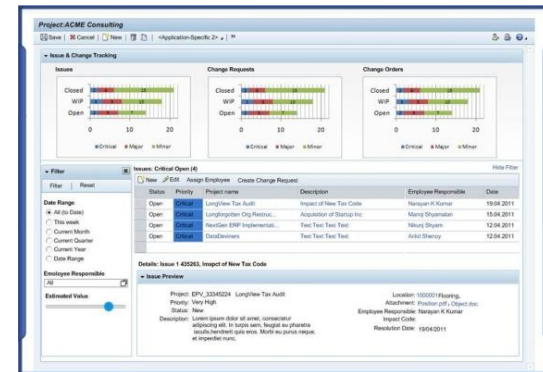 Project:ACME Consulting
Save | Cancel | New | <Application-Specific 2> | »
Issue & Change Tracking
Issues Change Requests Change Orders
Closed Closed Closed
WIP WIP WIP
Open Open Open
0 10 20 0 10 20 0 10 20
Critical Major Minor Critical Major Minor Critical Major Minor
Filter
Filter | Reset
Date Range
All (to Date)
This week
Current Month
Current Quarter
Current Year
Date Range
Employee Responsible
All
Estimated Value
Issues: Critical Open (4) Hide Filter
New Edit Assign Employee Create Change Request
Status Priority Project name Description Employee Responsible Date
Open Critical LongView Tax Audit Impact of New Tax Code Narayan K Kumar 19.04.2011
Open Critical Longforgotten Org Restruc... Acquisition of Startup Inc Manoj Shyamalan 15.04.2011
Open Critical NextGen ERP Implementati... Test Text Test Text Nikunj Shyam 12.04.2011
Open Critical DataDeviners Test Text Test Text Ankit Shenoy 12.04.2011
Details: Issue 1 435263, Imapct of New Tax Code
Issue Preview
Project: EPV_33345224 LongView Tax Audit
Priority: Very High
Status: New
Description: Lorem ipsum dolor sit amet, consectetur
adipiscing elit. In turpis sem, feugiat eu pharetra
iaculis,hendrerit quis eros. Morbi eu purus neque,
et imperdiet nunc.
Location: 1000001Flooring,
Attachment: Position.pdf , Object.doc
Employee Responsible: Narayan K Kumar
Impact Code:
Resolution Date: 19/04/2011